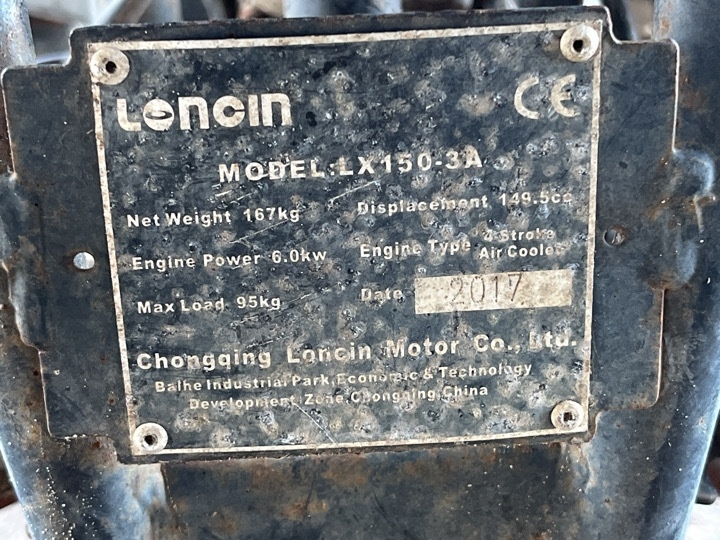 LONCIN CE
MODEL:LX150-3A
Net Weight 167kg Displacement 149.5cc
Engine Power 6.0kw Engine Type 4-Stroke Air Cooled
Max Load 95kg Date 2017
Chongqing Loncin Motor Co., Ltd.
Baihe Industrial Park, Economic & Technology
Development Zone, Chongqing, China